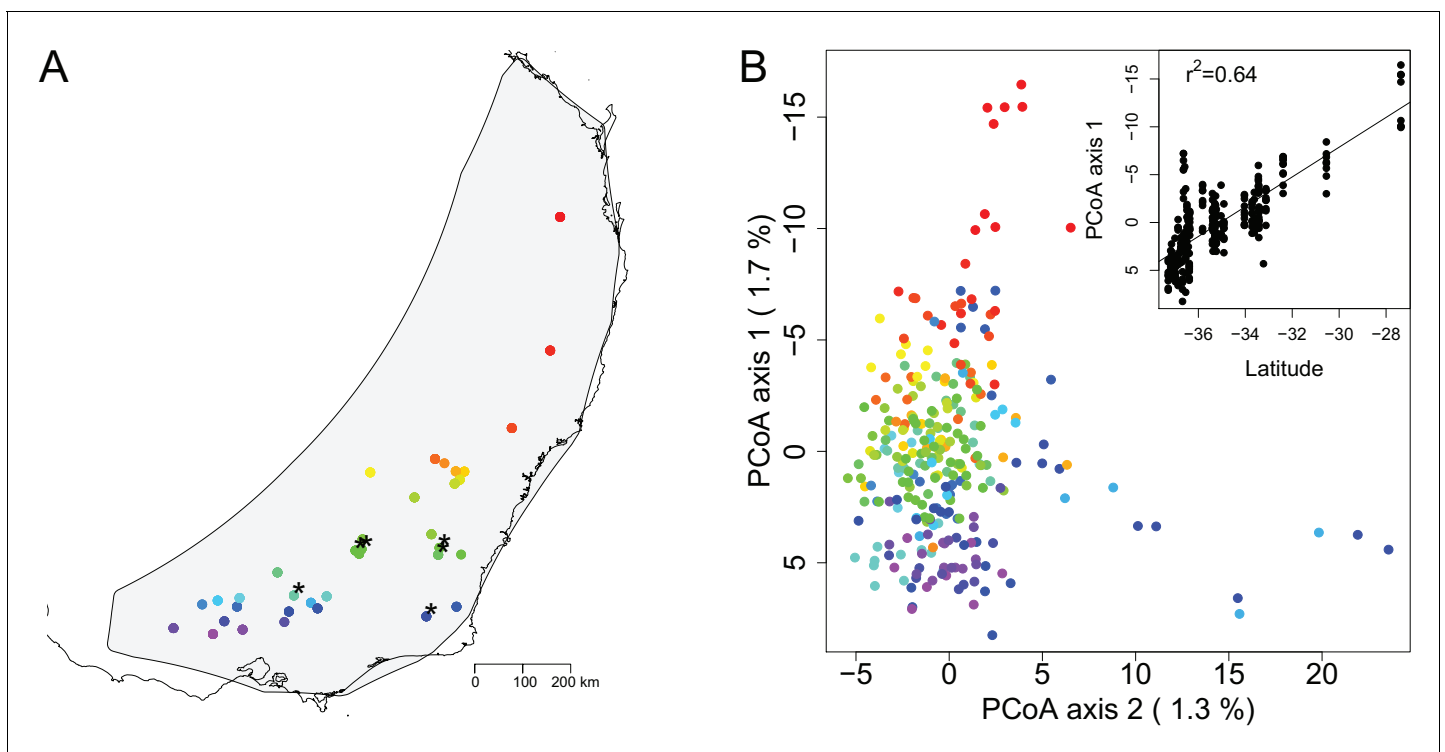 A
0 100 200 km
B
PCoA axis 1 ( 1.7 %)
−15
−10
−5
0
5
−5 0 5 10 15 20
PCoA axis 2 ( 1.3 %)
r²=0.64
PCoA axis 1
−15
−10
−5
0
5
−36 −34 −32 −30 −28
Latitude